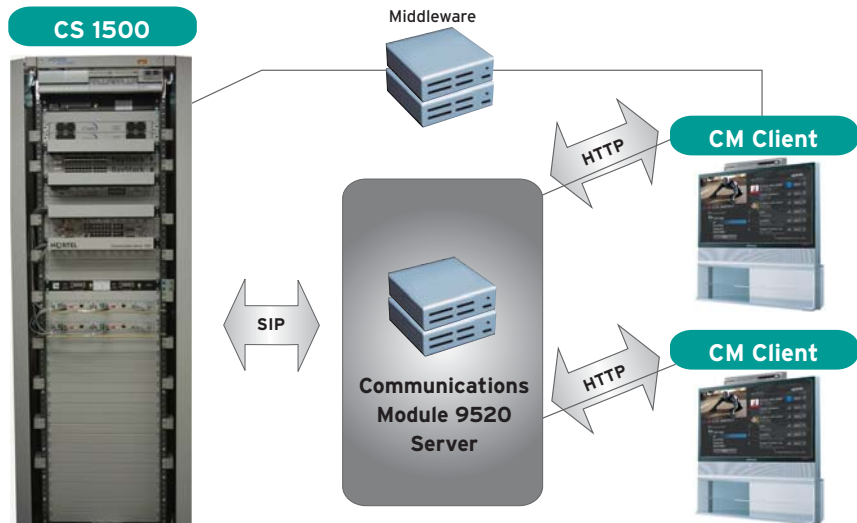 CS 1500
Middleware
HTTP
CM Client
NORTEL
SIP
Communications
Module 9520
Server
HTTP
CM Client